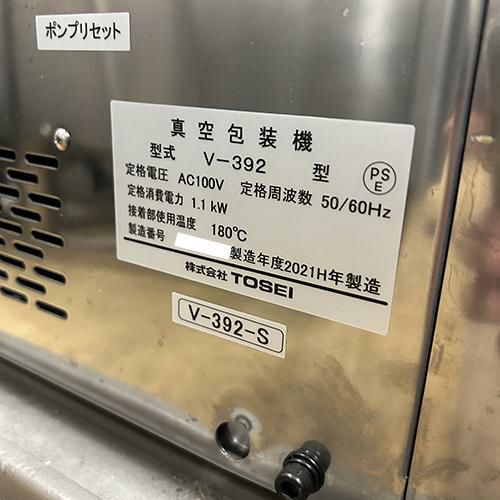 ポンプリセット
真空包装機
型式 V-392 型
PS
E
定格電圧 AC100V 定格周波数 50/60Hz
定格消費電力 1.1 kW
接着部使用温度 180℃
製造番号 製造年度2021H年製造
株式会社 TOSEI
V-392-S